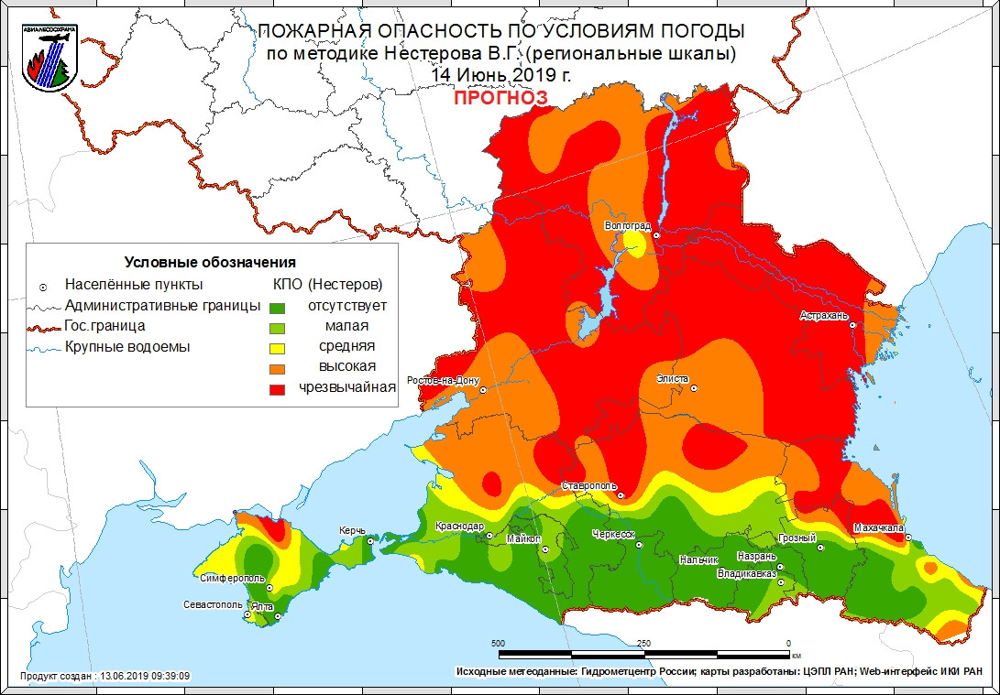 АВИАЛЕСООХРАНА
ПОЖАРНАЯ ОПАСНОСТЬ ПО УСЛОВИЯМ ПОГОДЫ
по методике Нестерова В.Г. (региональные шкалы)
14 Июнь 2019 г.
ПРОГНОЗ
Волгоград
Условные обозначения
Населённые пункты
КПО (Нестеров)
Административные границы
отсутствует
Гос.граница
малая
Крупные водоемы
средняя
высокая
чрезвычайная
Астрахань
Ростов-на-Дону
Элиста
Ставрополь
Краснодар
Майкоп
Керчь
Черкесск
Грозный
Махачкала
Нальчик
Назрань
Владикавказ
Симферополь
Севастополь
Ялта
500
250
0
км
Исходные метеоданные: Гидрометцентр России; карты разработаны: ЦЭПЛ РАН; Web-интерфейс ИКИ РАН
Продукт создан : 13.06.2019 09:39:09